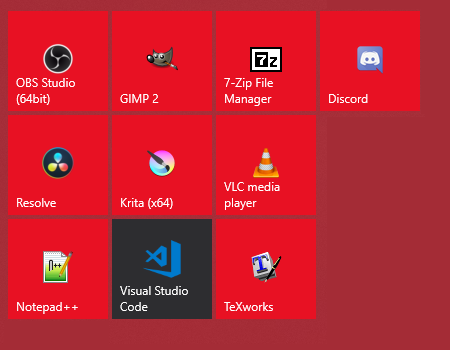 OBS Studio
(64bit)
GIMP 2
7z
7-Zip File
Manager
Discord
Resolve
Krita (x64)
VLC media
player
N++
Notepad++
Visual Studio
Code
T
TeXworks